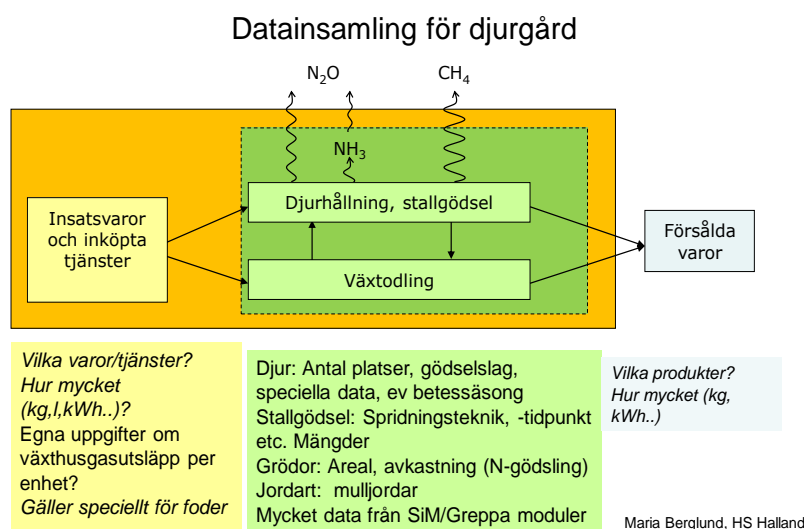 Datainsamling för djurgård
N₂O
CH₄
NH₃
Djurhållning, stallgödsel
Insatsvaror
och inköpta
tjänster
Försålda
varor
Växtodling
Vilka varor/tjänster?
Hur mycket
(kg,l,kWh..)?
Egna uppgifter om
växthusgasutsläpp per
enhet?
Gäller speciellt för foder
Djur: Antal platser, gödselslag,
speciella data, ev betessäsong
Stallgödsel: Spridningsteknik, -tidpunkt
etc. Mängder
Grödor: Areal, avkastning (N-gödsling)
Jordart: mulljordar
Mycket data från SiM/Greppa moduler
Vilka produkter?
Hur mycket (kg,
kWh..)
Maria Berglund, HS Halland